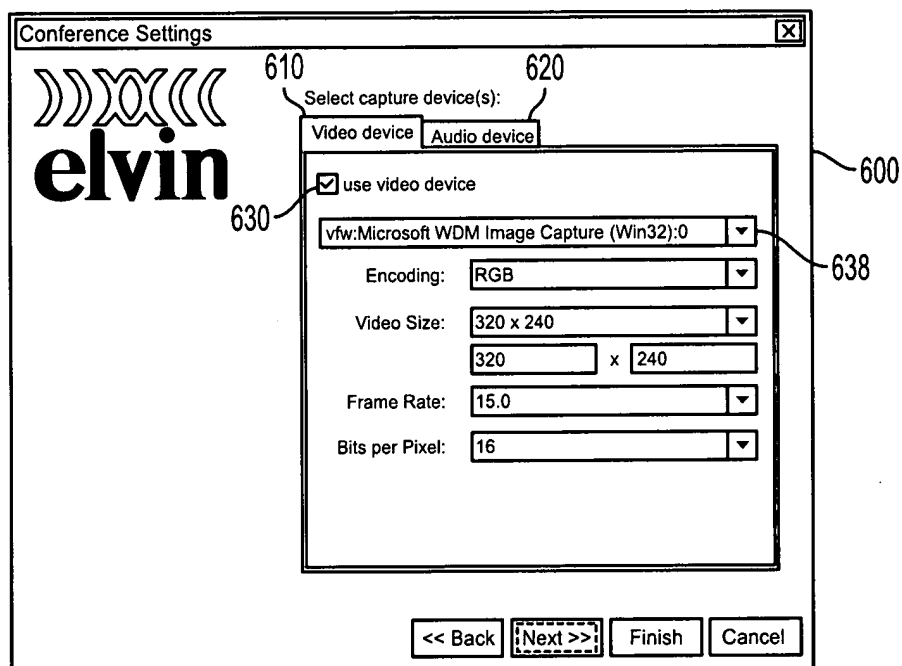 Conference Settings
610
620
elvin
Select capture device(s):
Video device
Audio device
600
630
use video device
vfw:Microsoft WDM Image Capture (Win32):0
638
Encoding:
RGB
Video Size:
320 x 240
320 x 240
Frame Rate:
15.0
Bits per Pixel:
16
<< Back
Next >>
Finish
Cancel